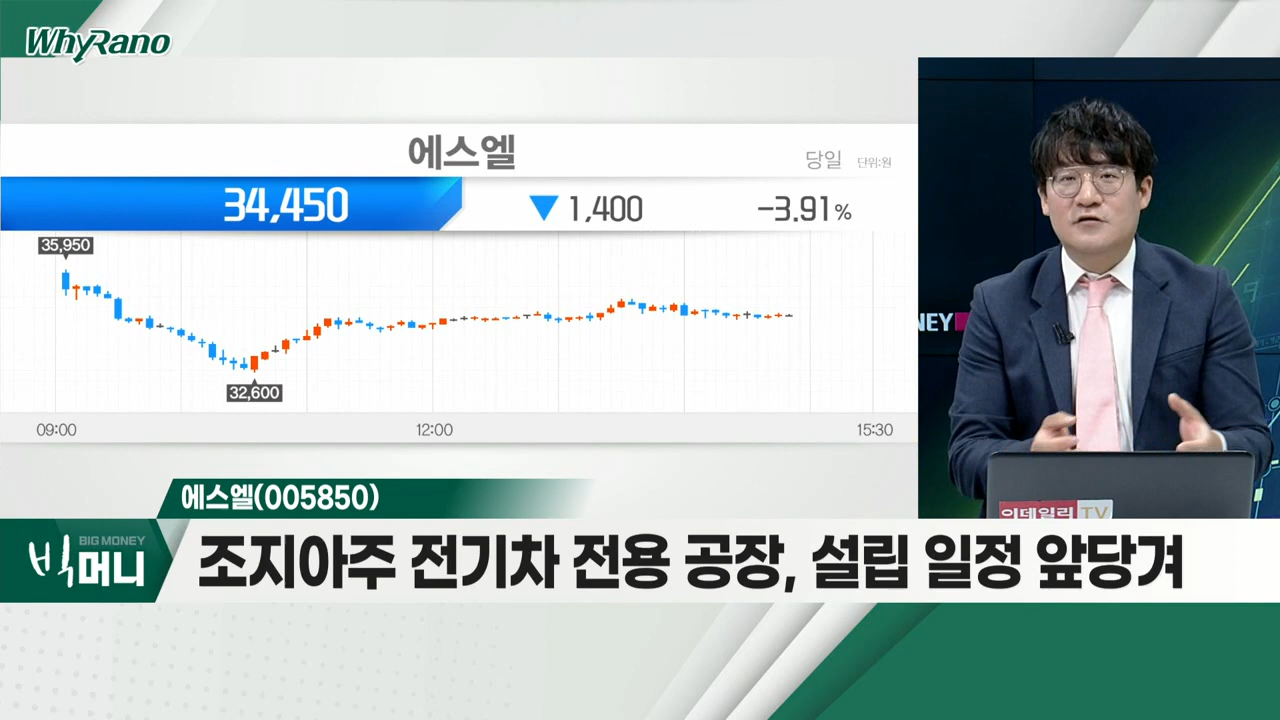 WhyRano
에스엘
당일 단위:원
34,450 ▼ 1,400 -3.91%
35,950
32,600
09:00 12:00 15:30
NEY
이데일리 TV
에스엘(005850)
BIG MONEY
빅머니
조지아주 전기차 전용 공장, 설립 일정 앞당겨